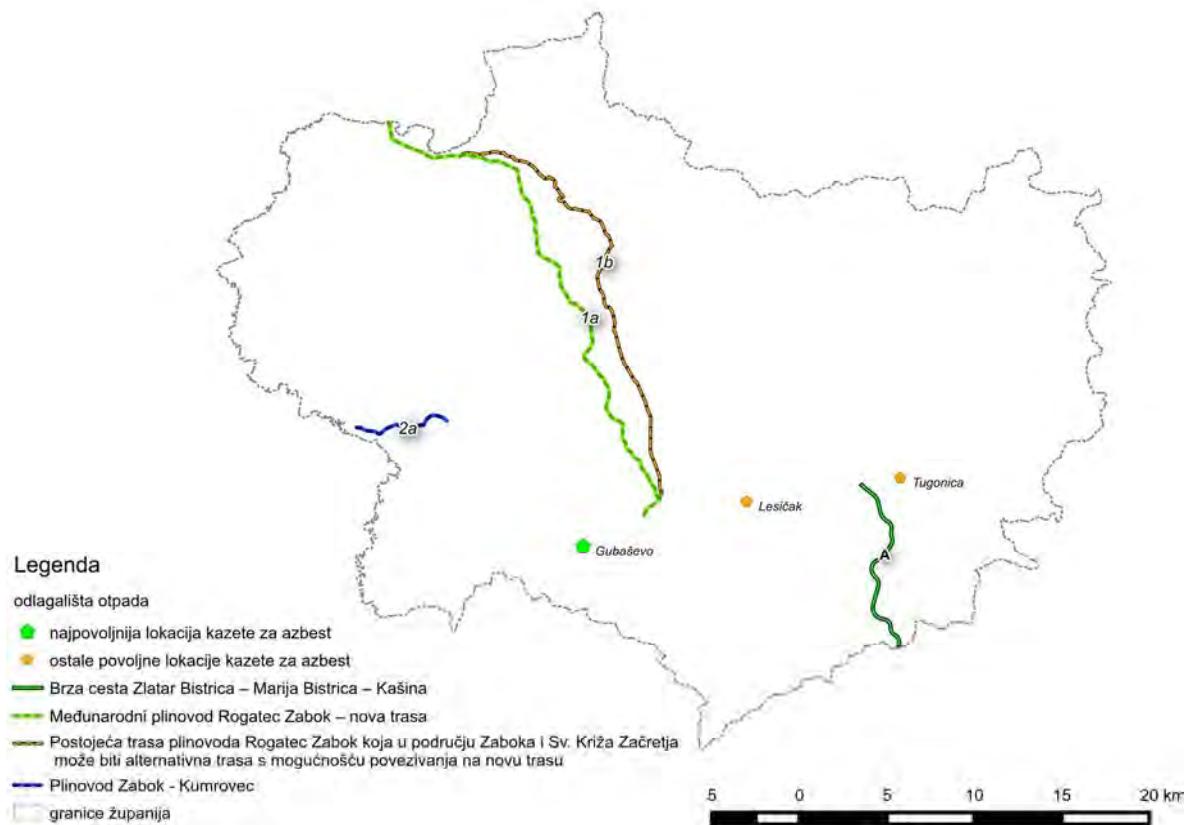 1b
1a
2a
Tugonica
Lesičak
A
Gubaševo
Legenda
odlagališta otpada
najpovoljnija lokacija kazete za azbest
ostale povoljne lokacije kazete za azbest
Brza cesta Zlatar Bistrica – Marija Bistrica – Kašina
Međunarodni plinovod Rogatec Zabok – nova trasa
Postojeća trasa plinovoda Rogatec Zabok koja u području Zaboka i Sv. Križa Začretja
može biti alternativna trasa s mogućnošću povezivanja na novu trasu
Plinovod Zabok - Kumrovec
granice županija
5 0 5 10 15 20 km